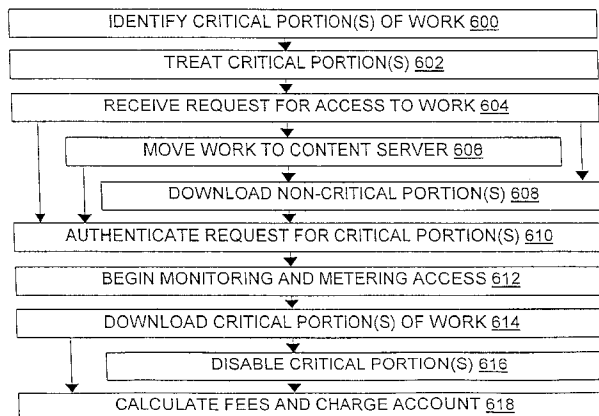 IDENTIFY CRITICAL PORTION(S) OF WORK 600
TREAT CRITICAL PORTION(S) 602
RECEIVE REQUEST FOR ACCESS TO WORK 604
MOVE WORK TO CONTENT SERVER 606
DOWNLOAD NON-CRITICAL PORTION(S) 608
AUTHENTICATE REQUEST FOR CRITICAL PORTION(S) 610
BEGIN MONITORING AND METERING ACCESS 612
DOWNLOAD CRITICAL PORTION(S) OF WORK 614
DISABLE CRITICAL PORTION(S) 616
CALCULATE FEES AND CHARGE ACCOUNT 618